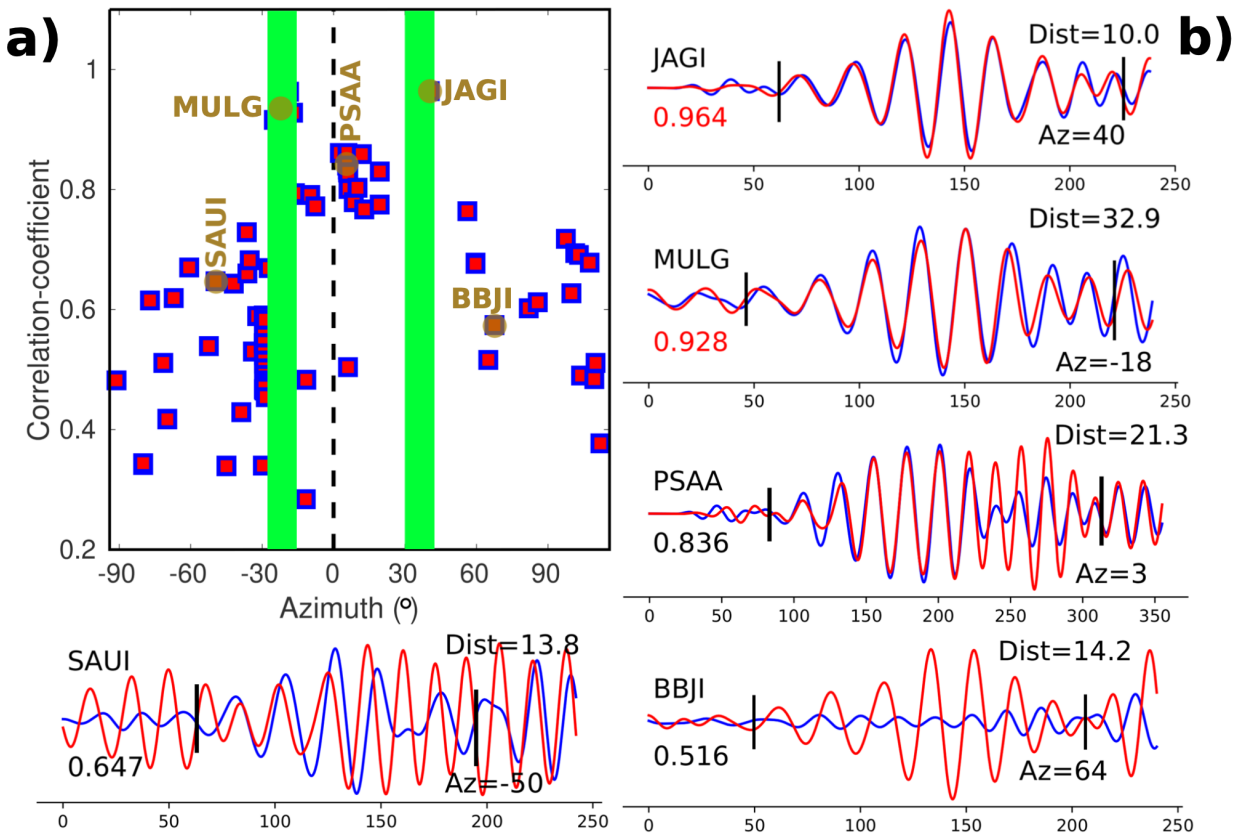 a)
b)
Correlation-coefficient
1
0.8
0.6
0.4
0.2
MULG
PSAA
JAGI
SAUI
BBJI
-90 -60 -30 0 30 60 90
Azimuth (°)
SAUI
Dist=13.8
0.647
Az=-50
0 50 100 150 200 250
JAGI
Dist=10.0
0.964
Az=40
0 50 100 150 200 250
MULG
Dist=32.9
0.928
Az=-18
0 50 100 150 200 250
PSAA
Dist=21.3
0.836
Az=3
0 50 100 150 200 250 300 350
BBJI
Dist=14.2
0.516
Az=64
0 50 100 150 200 250